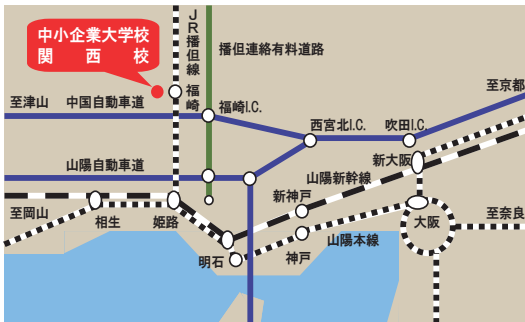 中小企業大学校
関西校
JR播但線
播但連絡有料道路
至京都
福崎
至津山
中国自動車道
福崎I.C.
西宮北I.C.
吹田I.C.
山陽自動車道
新大阪
山陽新幹線
新神戸
至岡山
相生
姫路
大阪
至奈良
山陽本線
明石
神戸